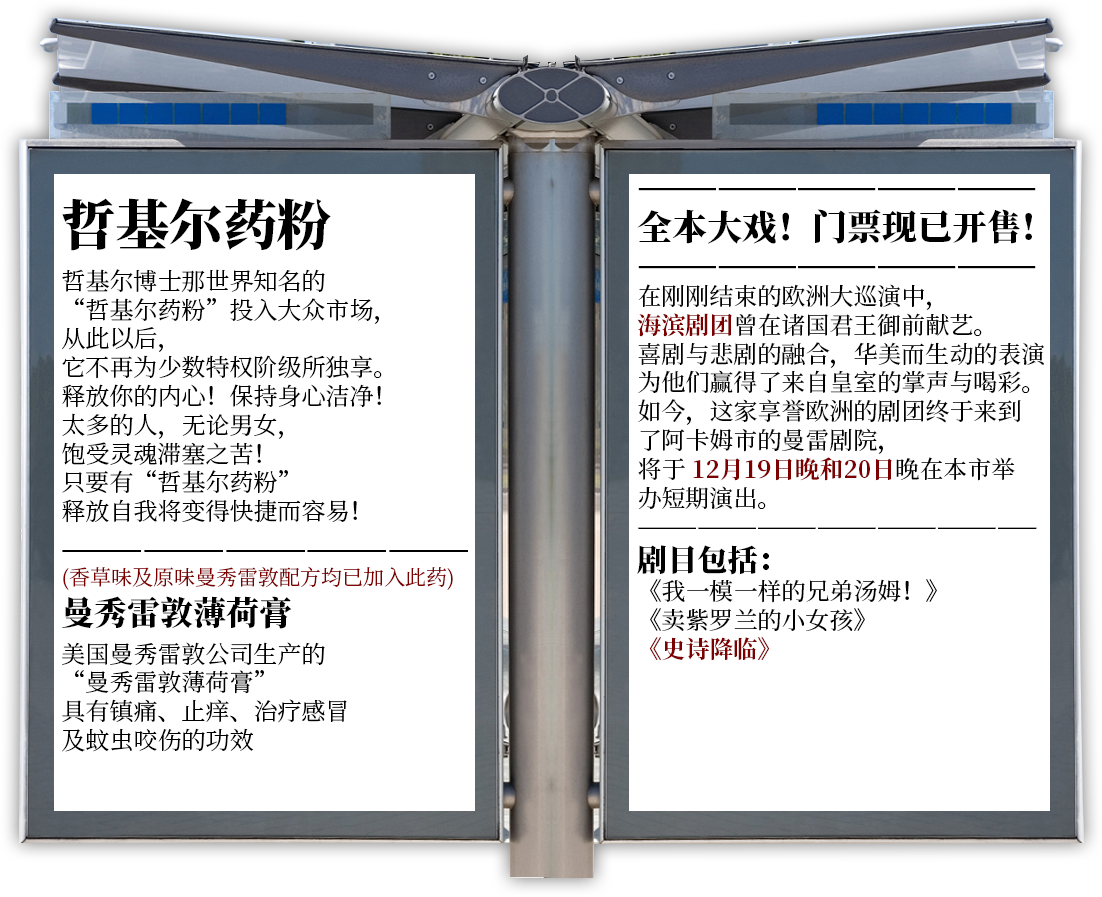 哲基尔药粉
哲基尔博士那世界知名的
“哲基尔药粉”投入大众市场，
从此以后，
它不再为少数特权阶级所独享。
释放你的内心！保持身心洁净！
太多的人，无论男女，
饱受灵魂滞塞之苦！
只要有“哲基尔药粉”
释放自我将变得快捷而容易！
(香草味及原味曼秀雷敦配方均已加入此药)
曼秀雷敦薄荷膏
美国曼秀雷敦公司生产的
“曼秀雷敦薄荷膏”
具有镇痛、止痒、治疗感冒
及蚊虫咬伤的功效
全本大戏！门票现已开售！
在刚刚结束的欧洲大巡演中，
海滨剧团曾在诸国君王御前献艺。
喜剧与悲剧的融合，华美而生动的表演
为他们赢得了来自皇室的掌声与喝彩。
如今，这家享誉欧洲的剧团终于来到
了阿卡姆市的曼雷剧院，
将于 12月19日晚和20日晚在本市举
办短期演出。
剧目包括：
《我一模一样的兄弟汤姆！》
《卖紫罗兰的小女孩》
《史诗降临》